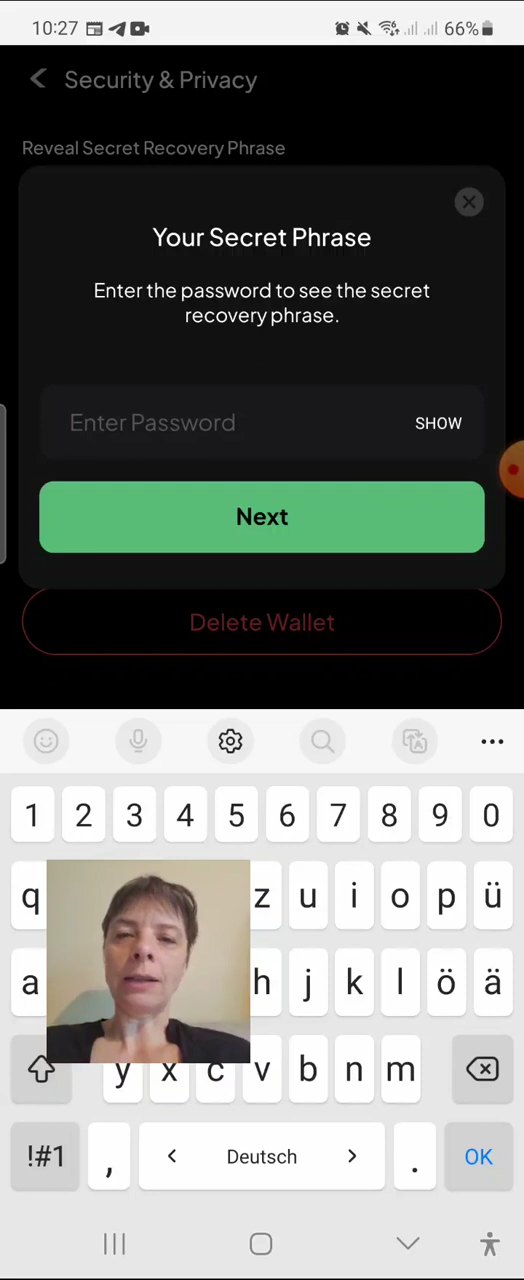 10:27
66%
Security & Privacy
Reveal Secret Recovery Phrase
Your Secret Phrase
Enter the password to see the secret
recovery phrase.
Enter Password
SHOW
Next
Delete Wallet
1 2 3 4 5 6 7 8 9 0
q z u i o p ü
a h j k l ö ä
y x c v b n m
!#1 , < Deutsch > . OK